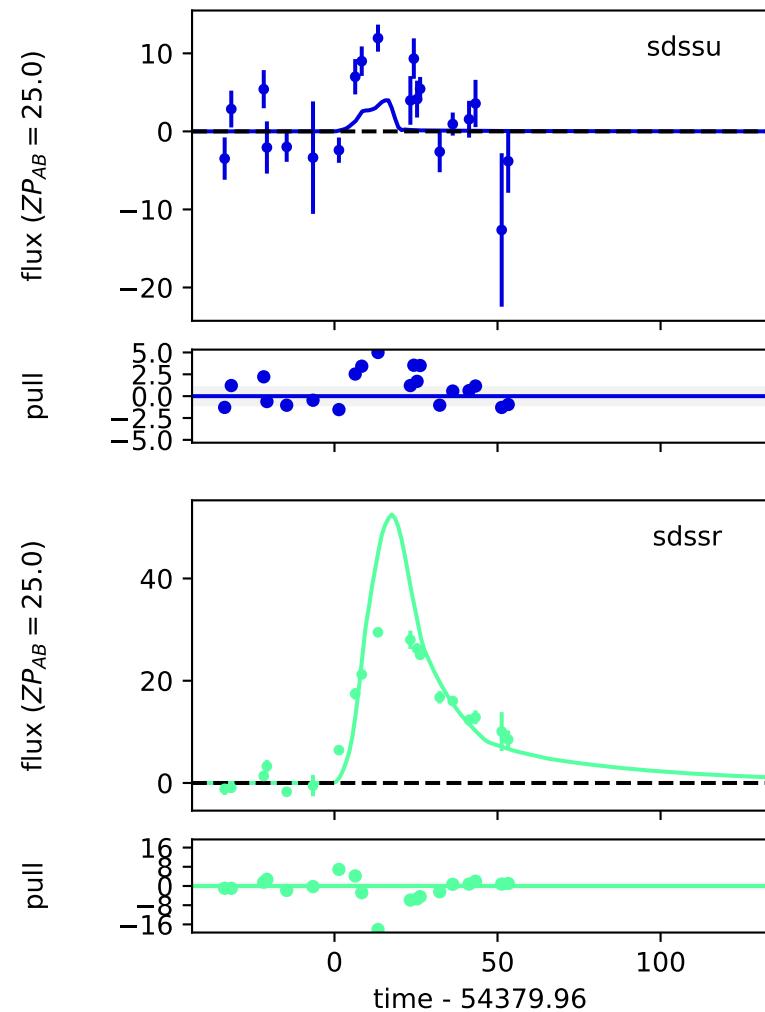 sdssu
flux (ZP_AB = 25.0)
10
0
−10
−20
pull
5.0
2.5
0.0
−2.5
−5.0
sdssr
flux (ZP_AB = 25.0)
40
20
0
pull
16
8
0
−8
−16
0 50 100
time - 54379.96